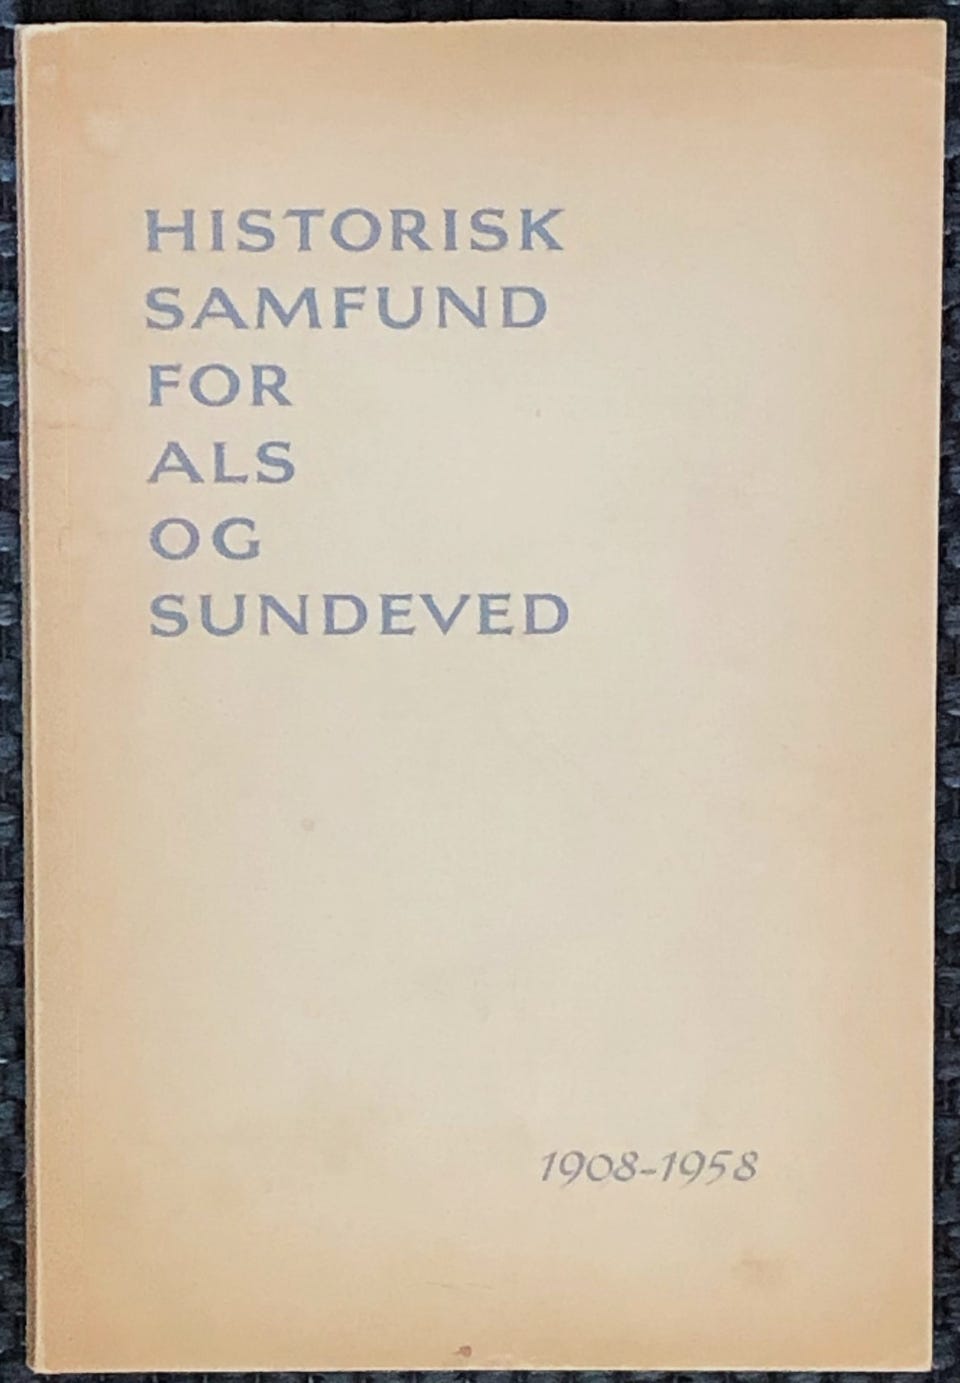 HISTORISK
SAMFUND
FOR
ALS
OG
SUNDEVED
1908-1958